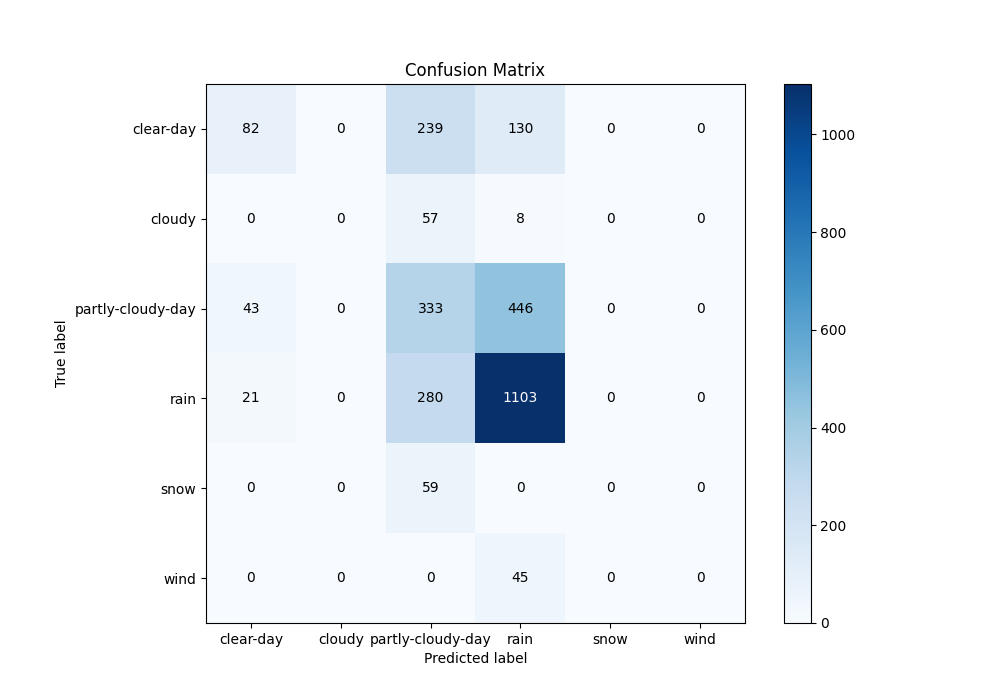 Confusion Matrix
clear-day 82 0 239 130 0 0
cloudy 0 0 57 8 0 0
partly-cloudy-day 43 0 333 446 0 0
rain 21 0 280 1103 0 0
snow 0 0 59 0 0 0
wind 0 0 0 45 0 0
clear-day cloudy partly-cloudy-day rain snow wind
Predicted label
True label
1000
800
600
400
200
0